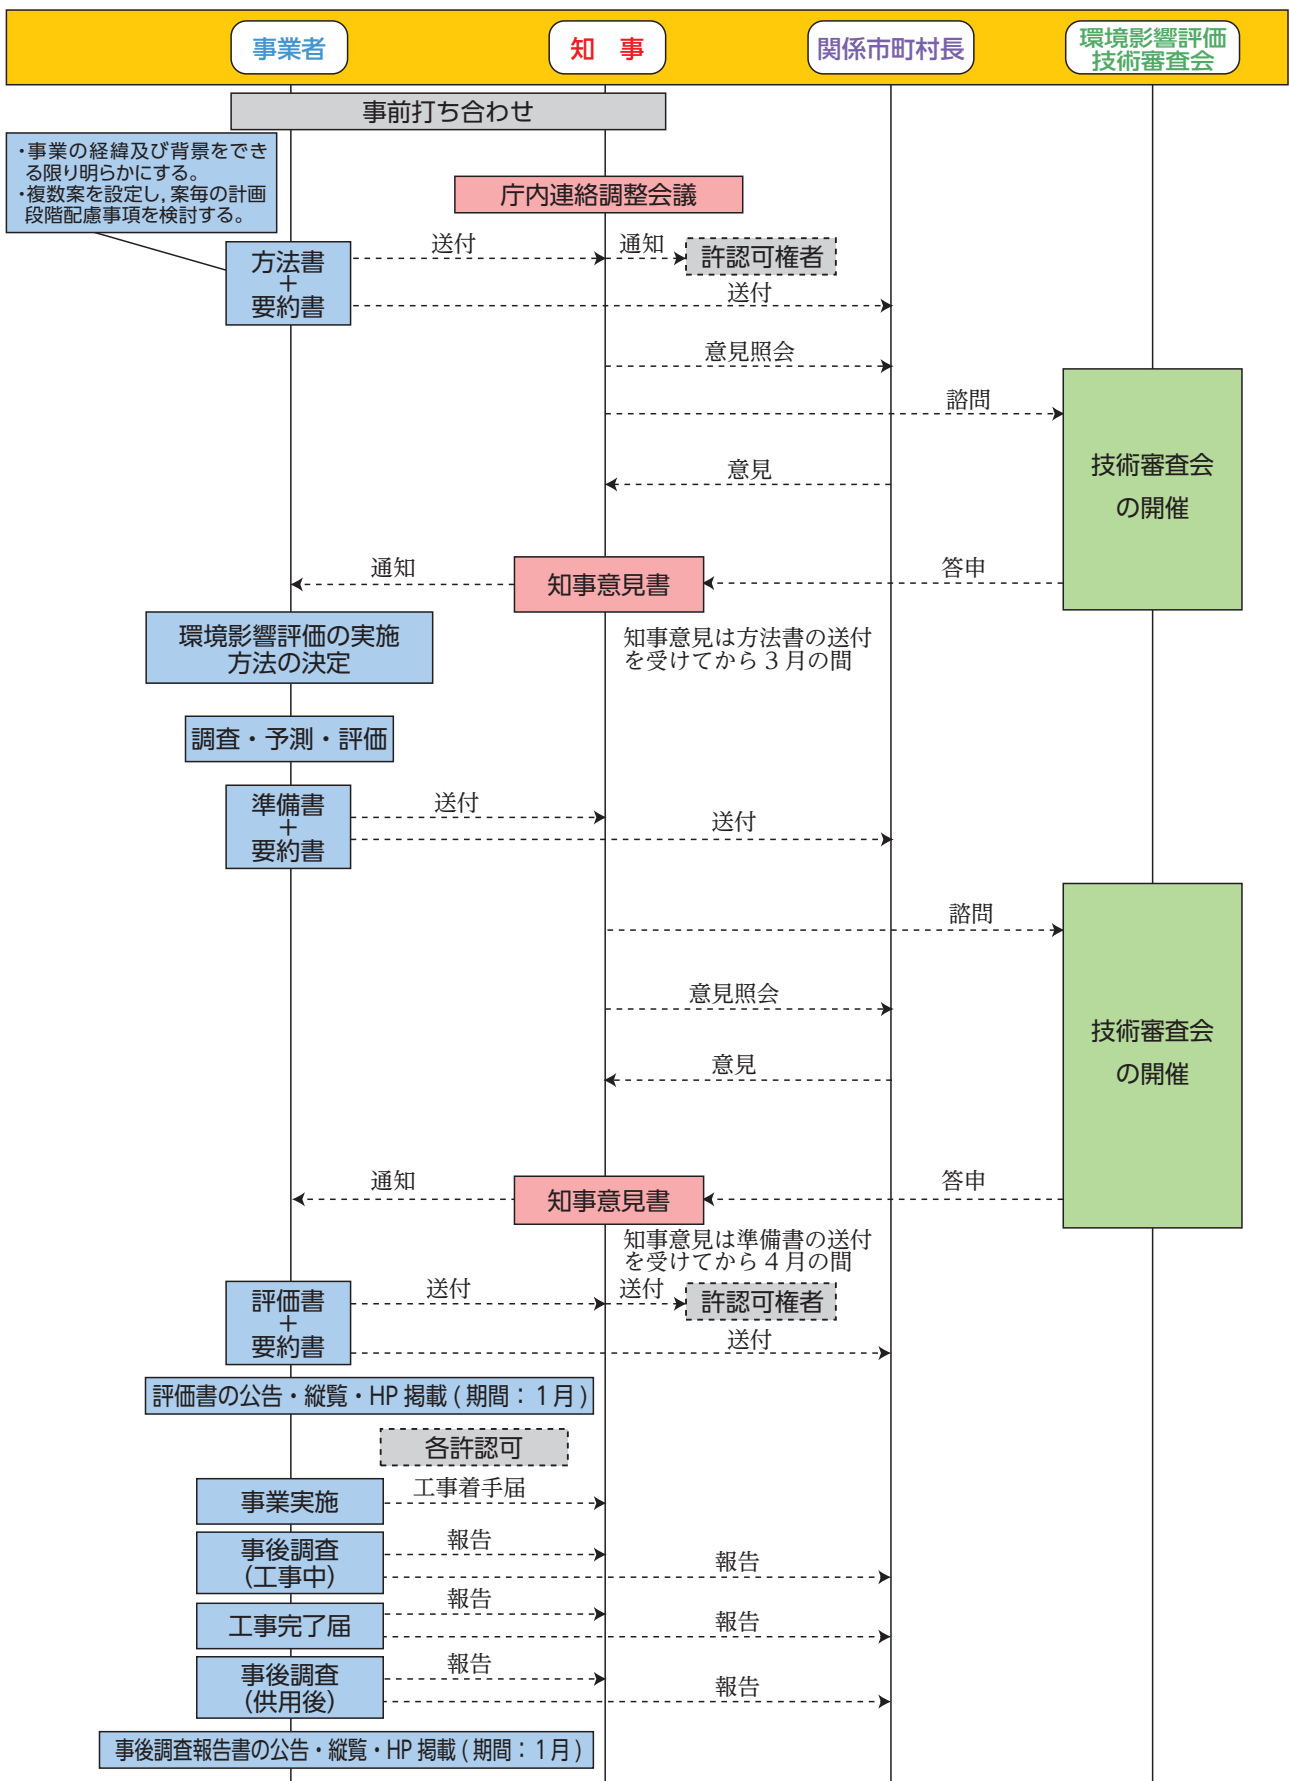 事業者
知　事
関係市町村長
環境影響評価
技術審査会
事前打ち合わせ
・事業の経緯及び背景をでき
る限り明らかにする。
・複数案を設定し,案毎の計画
段階配慮事項を検討する。
庁内連絡調整会議
方法書
＋
要約書
送付
通知
許認可権者
送付
意見照会
諮問
意見
技術審査会
の開催
通知
知事意見書
答申
環境影響評価の実施
方法の決定
知事意見は方法書の送付
を受けてから３月の間
調査・予測・評価
準備書
＋
要約書
送付
送付
諮問
意見照会
技術審査会
の開催
意見
通知
知事意見書
答申
知事意見は準備書の送付
を受けてから４月の間
評価書
＋
要約書
送付
送付
許認可権者
送付
評価書の公告・縦覧・HP 掲載 ( 期間：１月 )
各許認可
事業実施
工事着手届
事後調査
(工事中)
報告
報告
工事完了届
報告
報告
事後調査
(供用後)
報告
報告
事後調査報告書の公告・縦覧・HP 掲載 ( 期間：１月 )